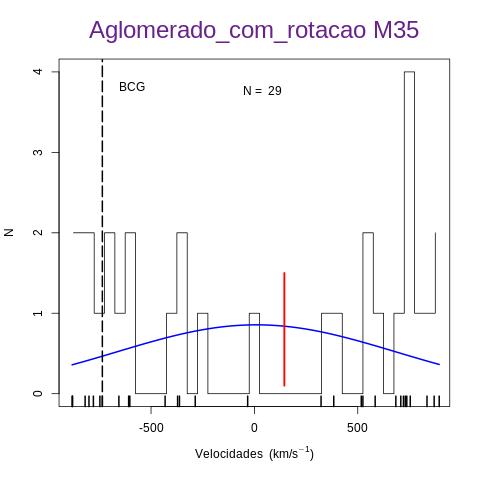 Aglomerado_com_rotacao M35
BCG
N = 29
N
4
3
2
1
0
-500 0 500
Velocidades (km/s⁻¹)